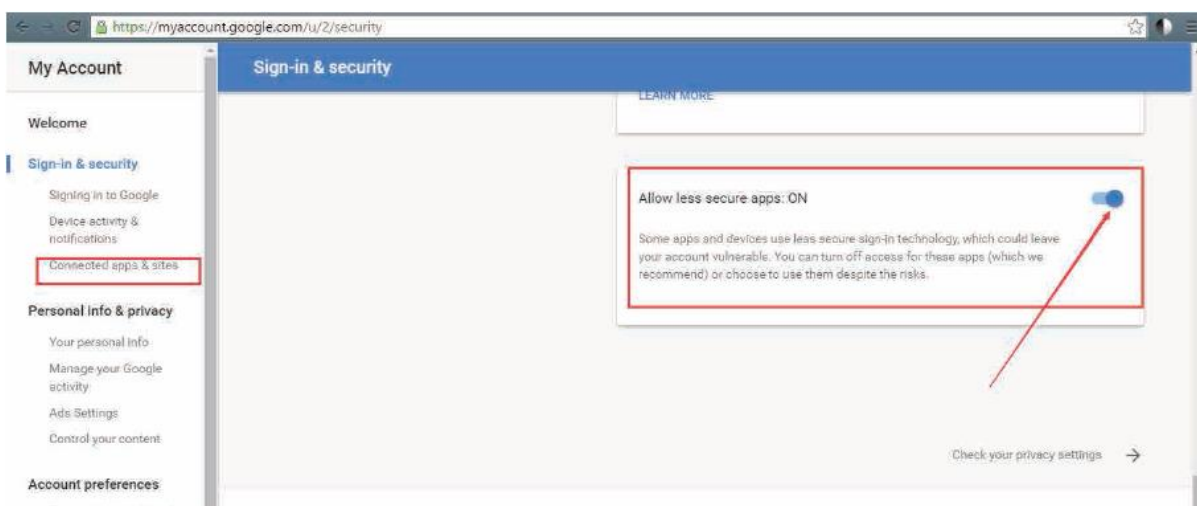 https://myaccount.google.com/u/2/security
My Account
Sign-in & security
LEARN MORE
Welcome
Sign-in & security
Signing in to Google
Device activity &
notifications
Connected apps & sites
Personal info & privacy
Your personal info
Manage your Google
activity
Ads Settings
Control your content
Account preferences
Allow less secure apps: ON
Some apps and devices use less secure sign-in technology, which could leave
your account vulnerable. You can turn off access for these apps (which we
recommend) or choose to use them despite the risks.
Check your privacy settings